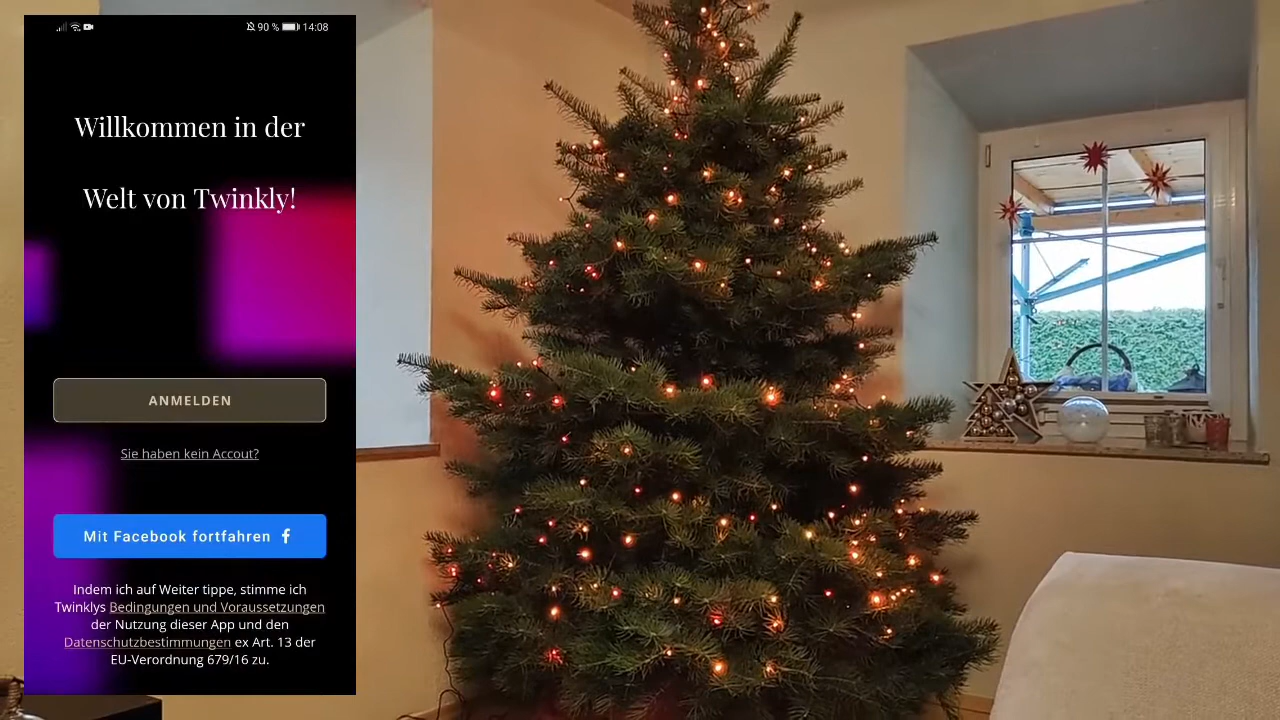 90 % 14:08
Willkommen in der
Welt von Twinkly!
ANMELDEN
Sie haben kein Accout?
Mit Facebook fortfahren f
Indem ich auf Weiter tippe, stimme ich
Twinklys Bedingungen und Voraussetzungen
der Nutzung dieser App und den
Datenschutzbestimmungen ex Art. 13 der
EU-Verordnung 679/16 zu.